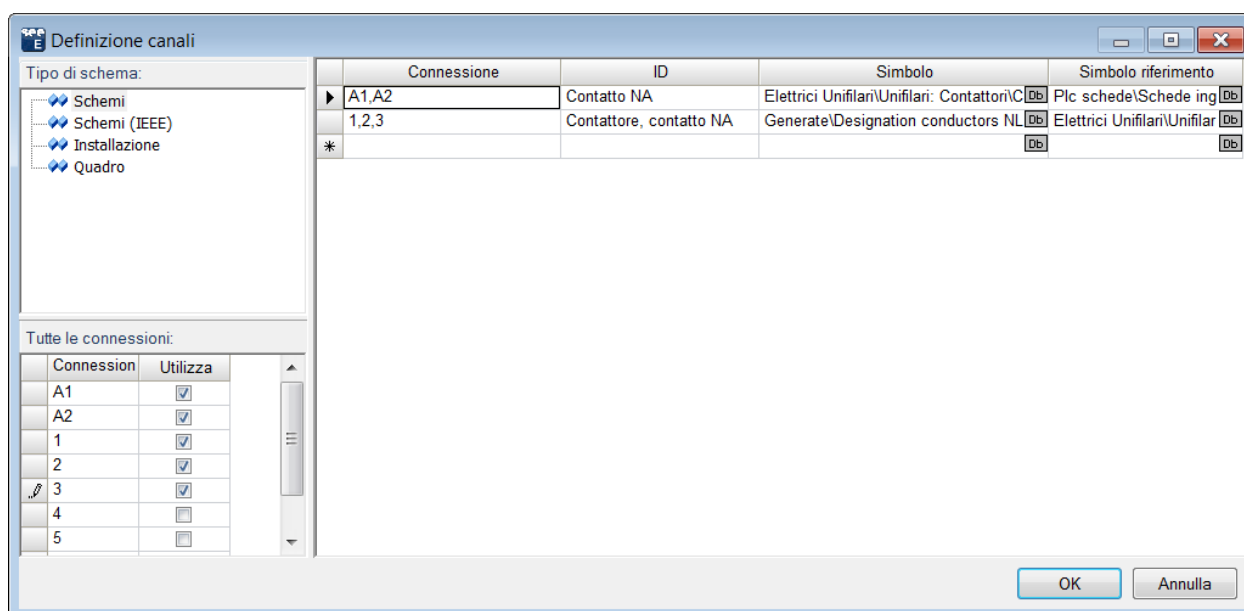 see E Definizione canali
Tipo di schema:
Schemi
Schemi (IEEE)
Installazione
Quadro
Tutte le connessioni:
Connession Utilizza
A1
A2
1
2
3
4
5
Connessione ID Simbolo Simbolo riferimento
A1,A2 Contatto NA Elettrici Unifilari\Unifilari: Contattori\C Db Plc schede\Schede ing Db
1,2,3 Contattore, contatto NA Generate\Designation conductors NL Db Elettrici Unifilari\Unifilar Db
Db Db
OK Annulla